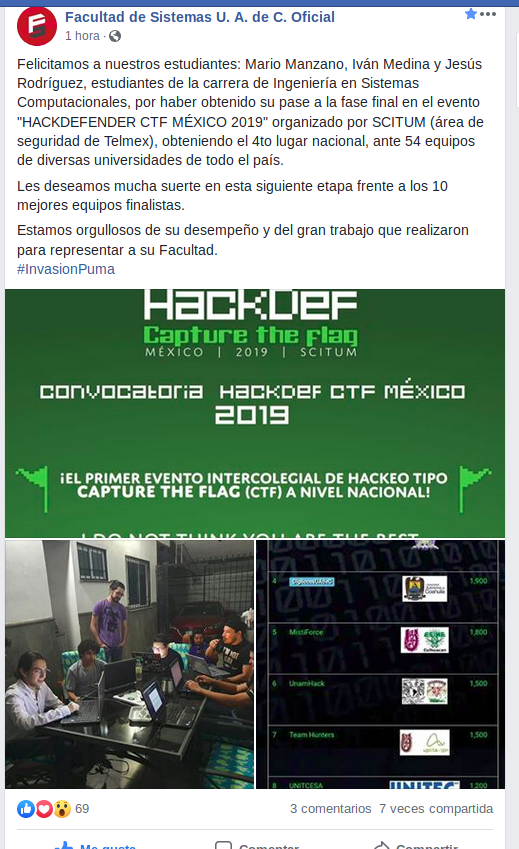 Facultad de Sistemas U. A. de C. Oficial
1 hora ·
Felicitamos a nuestros estudiantes: Mario Manzano, Iván Medina y Jesús
Rodríguez, estudiantes de la carrera de Ingeniería en Sistemas
Computacionales, por haber obtenido su pase a la fase final en el evento
"HACKDEFENDER CTF MÉXICO 2019" organizado por SCITUM (área de
seguridad de Telmex), obteniendo el 4to lugar nacional, ante 54 equipos
de diversas universidades de todo el país.
Les deseamos mucha suerte en esta siguiente etapa frente a los 10
mejores equipos finalistas.
Estamos orgullosos de su desempeño y del gran trabajo que realizaron
para representar a su Facultad.
#InvasionPuma
HackDef
Capture the flag
MÉXICO | 2019 | SCITUM
Convocatoria HackDef CTF México
2019
¡EL PRIMER EVENTO INTERCOLEGIAL DE HACKEO TIPO
CAPTURE THE FLAG (CTF) A NIVEL NACIONAL!
I DO NOT THINK YOU ARE THE BEST
4 1,900
5 MistiForce 1,800
6 UnamHack 1,500
7 Team Hunters 1,500
8 UNITCESA UNITEC 1,200
69
3 comentarios 7 veces compartida
Me gusta Comentar Compartir